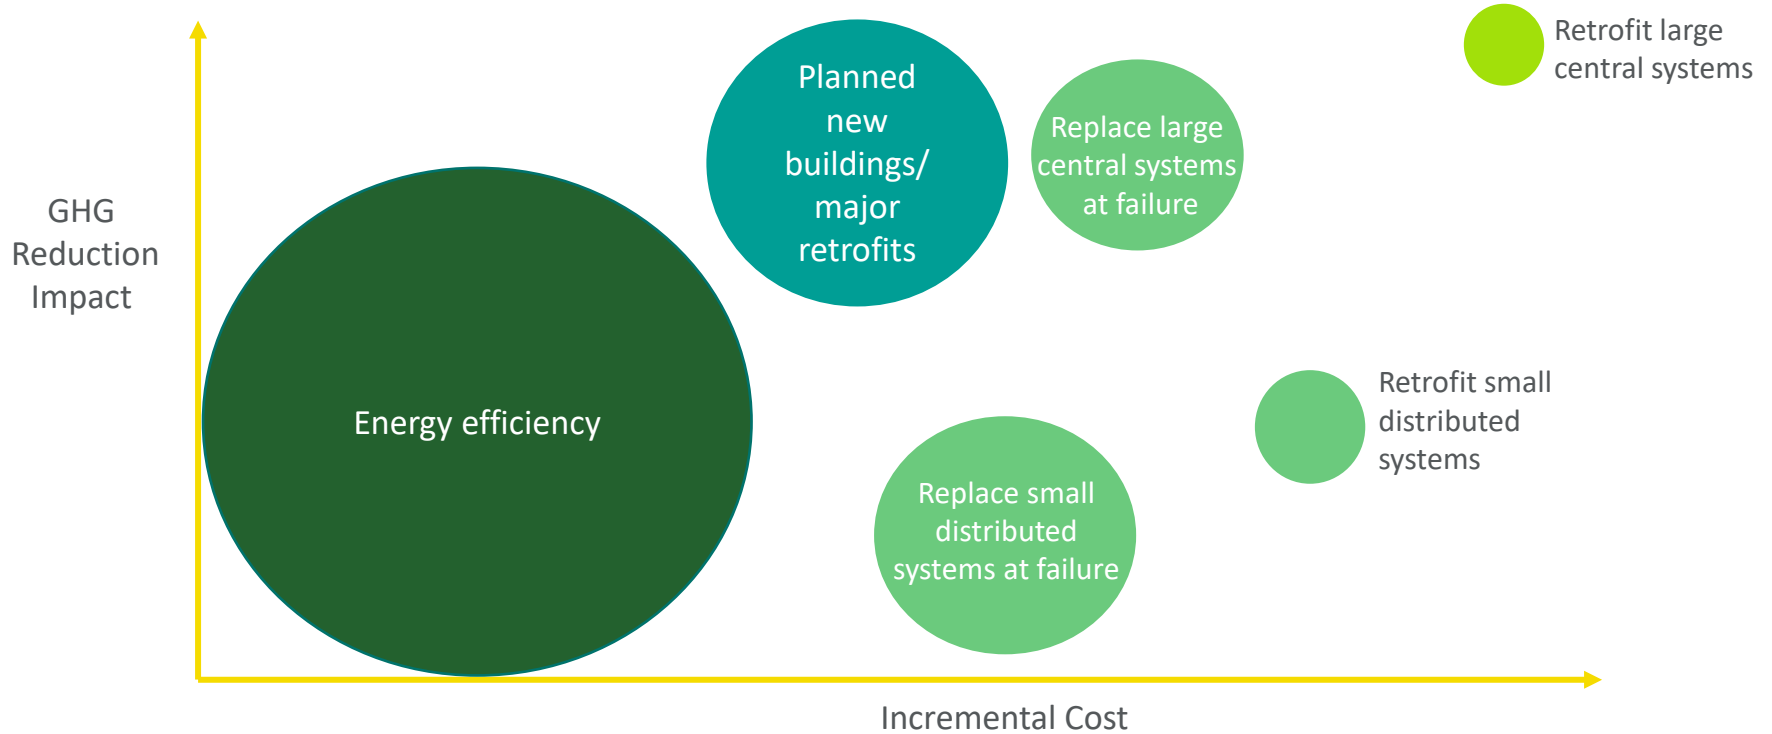 GHG
Reduction
Impact
Energy efficiency
Planned
new
buildings/
major
retrofits
Replace large
central systems
at failure
Retrofit large
central systems
Replace small
distributed
systems at failure
Retrofit small
distributed
systems
Incremental Cost